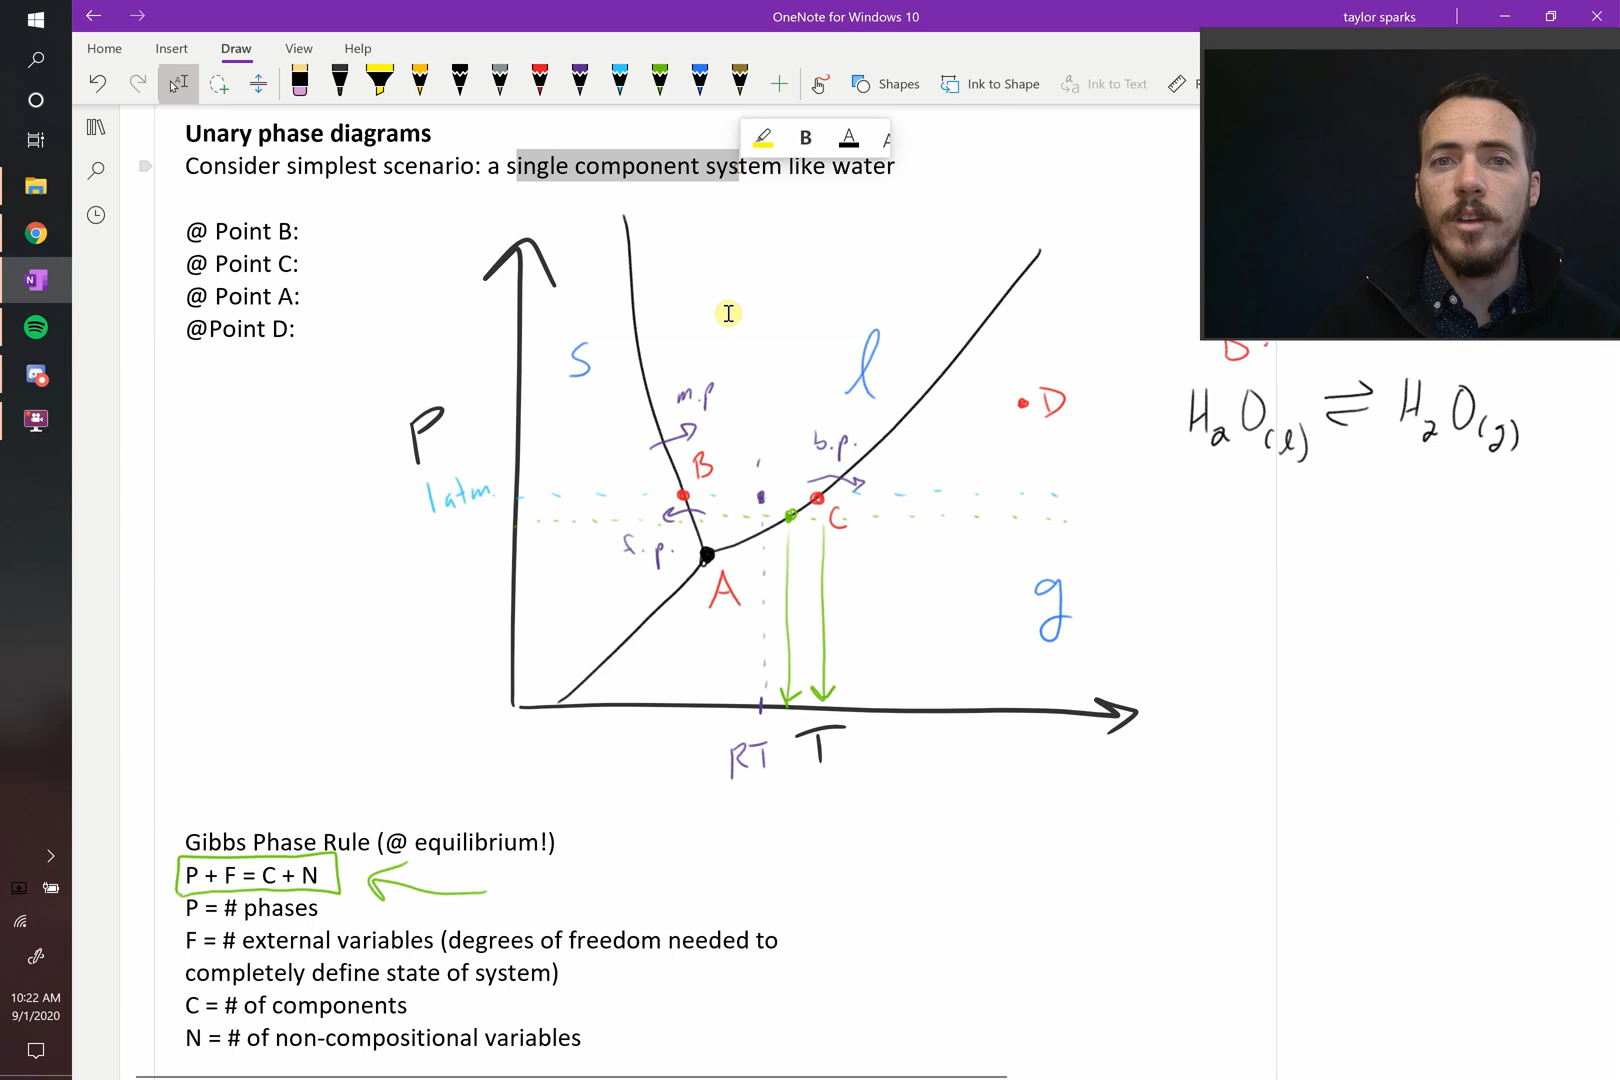 OneNote for Windows 10
taylor sparks
Home Insert Draw View Help
Shapes Ink to Shape Ink to Text
Unary phase diagrams
Consider simplest scenario: a single component system like water
@ Point B:
@ Point C:
@ Point A:
@Point D:
P
1atm.
s
m.p
B
l
b.p.
C
D
f.p.
A
g
RT
T
B
H₂O(l) ⇌ H₂O(g)
Gibbs Phase Rule (@ equilibrium!)
P + F = C + N
P = # phases
F = # external variables (degrees of freedom needed to
completely define state of system)
C = # of components
N = # of non-compositional variables
10:22 AM
9/1/2020